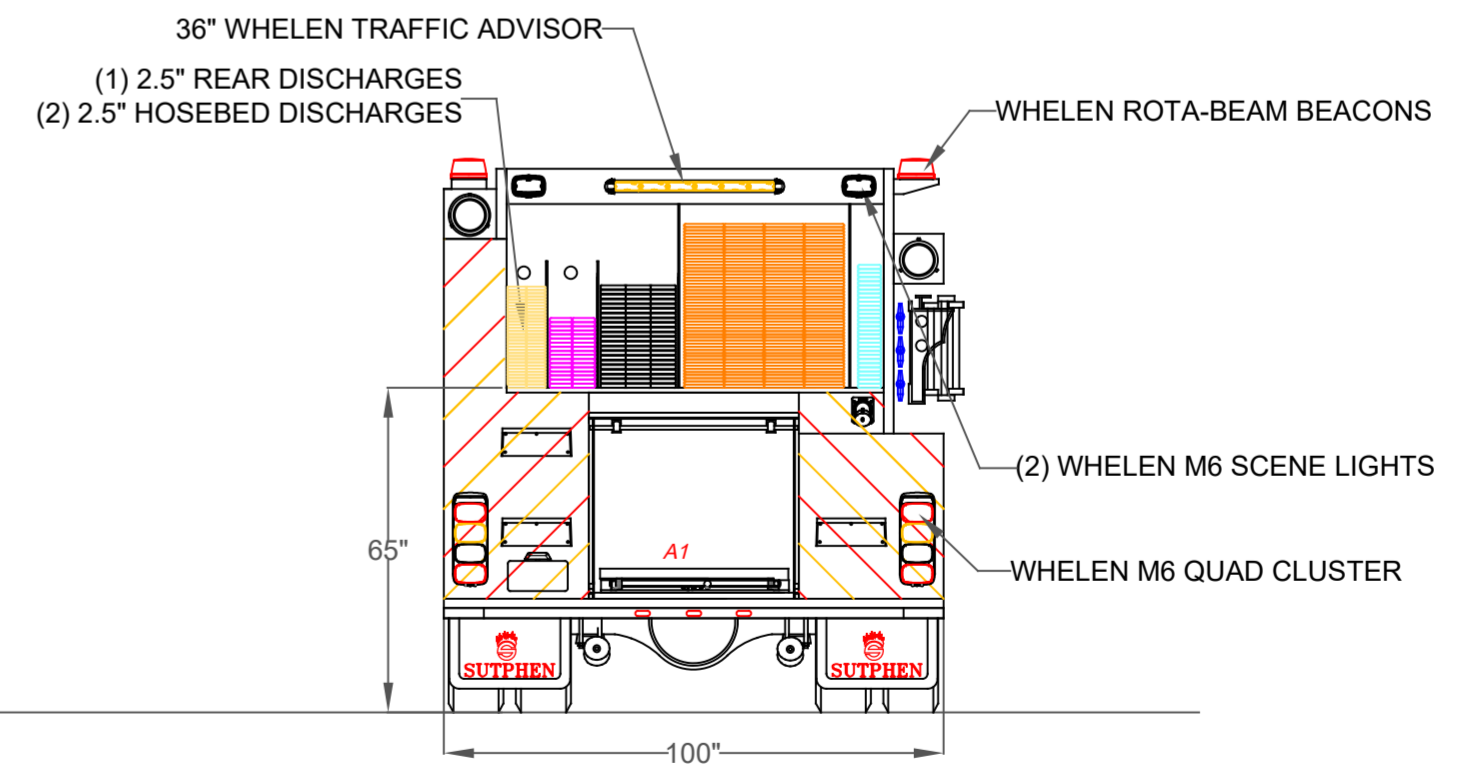 36" WHELEN TRAFFIC ADVISOR
(1) 2.5" REAR DISCHARGES
(2) 2.5" HOSEBED DISCHARGES
WHELEN ROTA-BEAM BEACONS
(2) WHELEN M6 SCENE LIGHTS
65"
A1
WHELEN M6 QUAD CLUSTER
SUTPHEN
SUTPHEN
100"